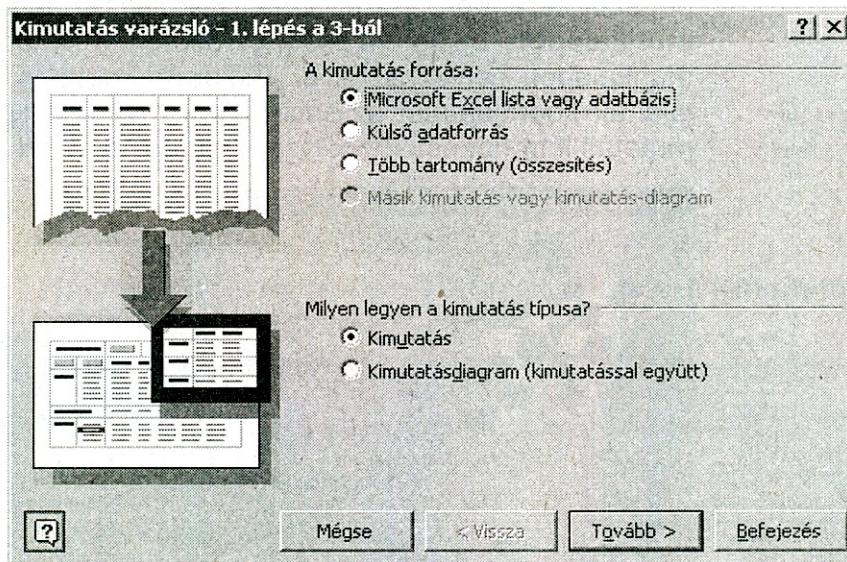 Kimutatás varázsló - 1. lépés a 3-ból
A kimutatás forrása:
Microsoft Excel lista vagy adatbázis
Külső adatforrás
Több tartomány (összesítés)
Másik kimutatás vagy kimutatás-diagram
Milyen legyen a kimutatás típusa?
Kimutatás
Kimutatásdiagram (kimutatással együtt)
Mégse
< Vissza
Tovább >
Befejezés